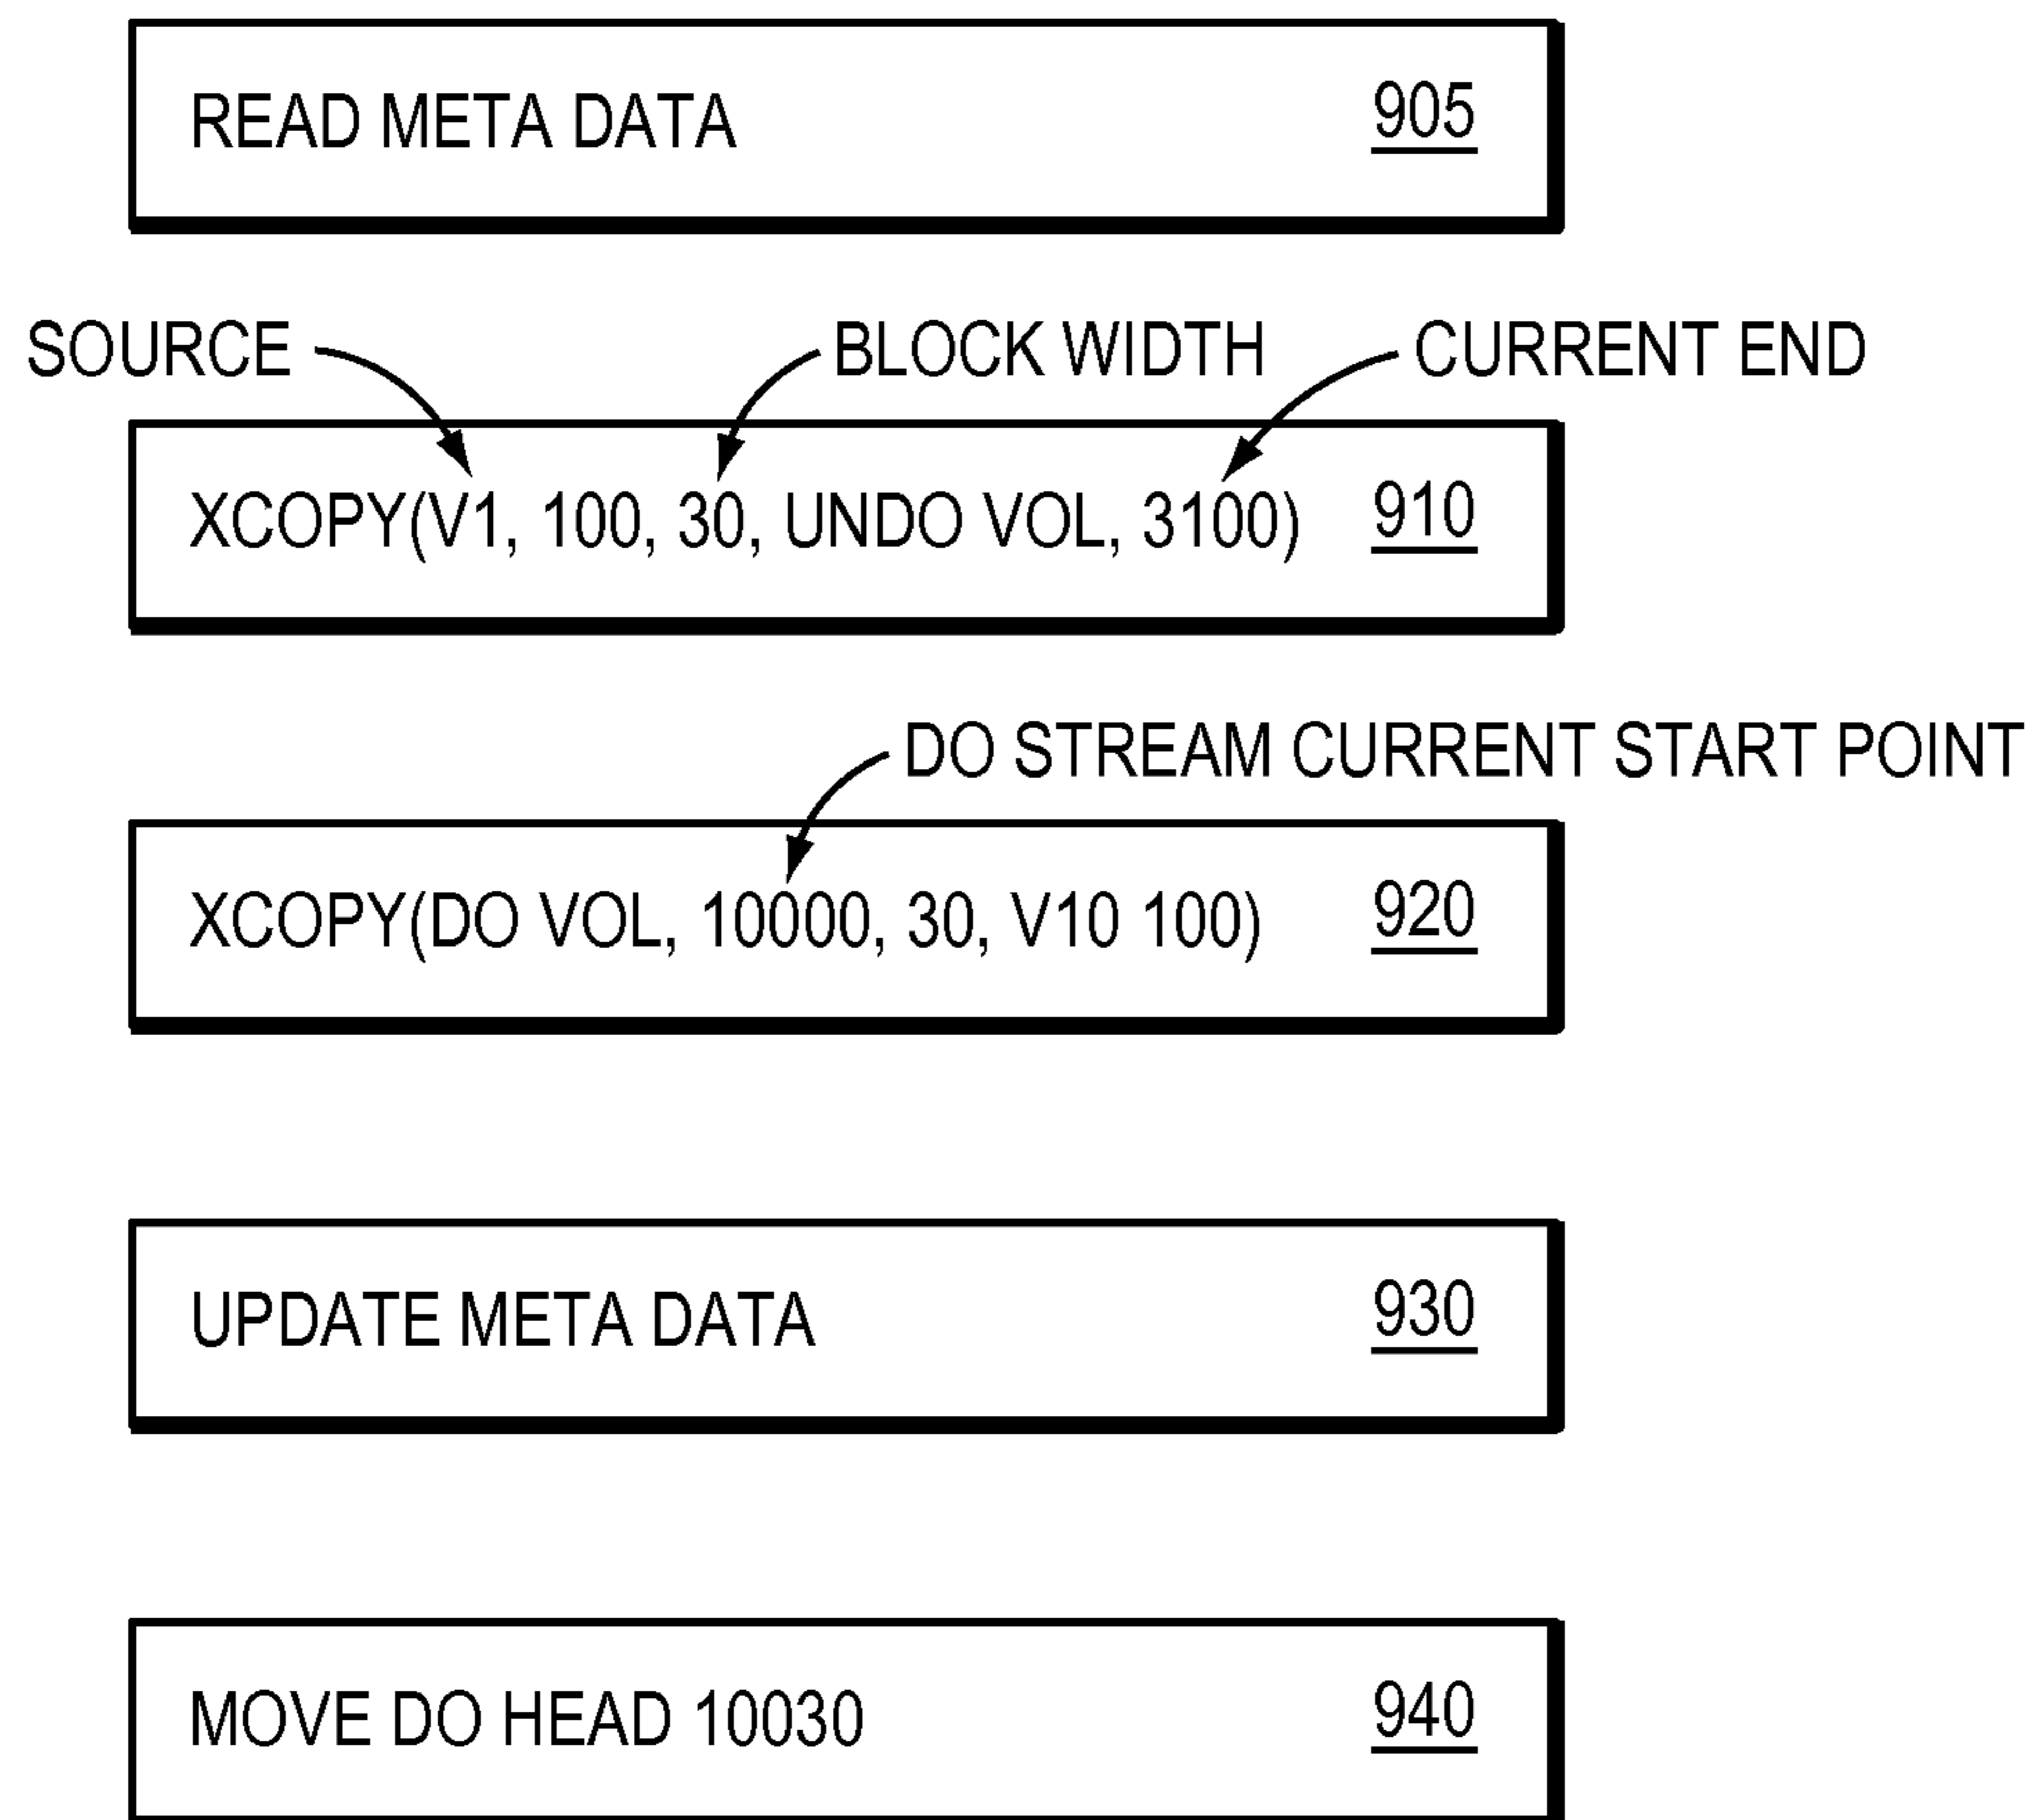 READ META DATA 905
SOURCE BLOCK WIDTH CURRENT END
XCOPY(V1, 100, 30, UNDO VOL, 3100) 910
DO STREAM CURRENT START POINT
XCOPY(DO VOL, 10000, 30, V10 100) 920
UPDATE META DATA 930
MOVE DO HEAD 10030 940